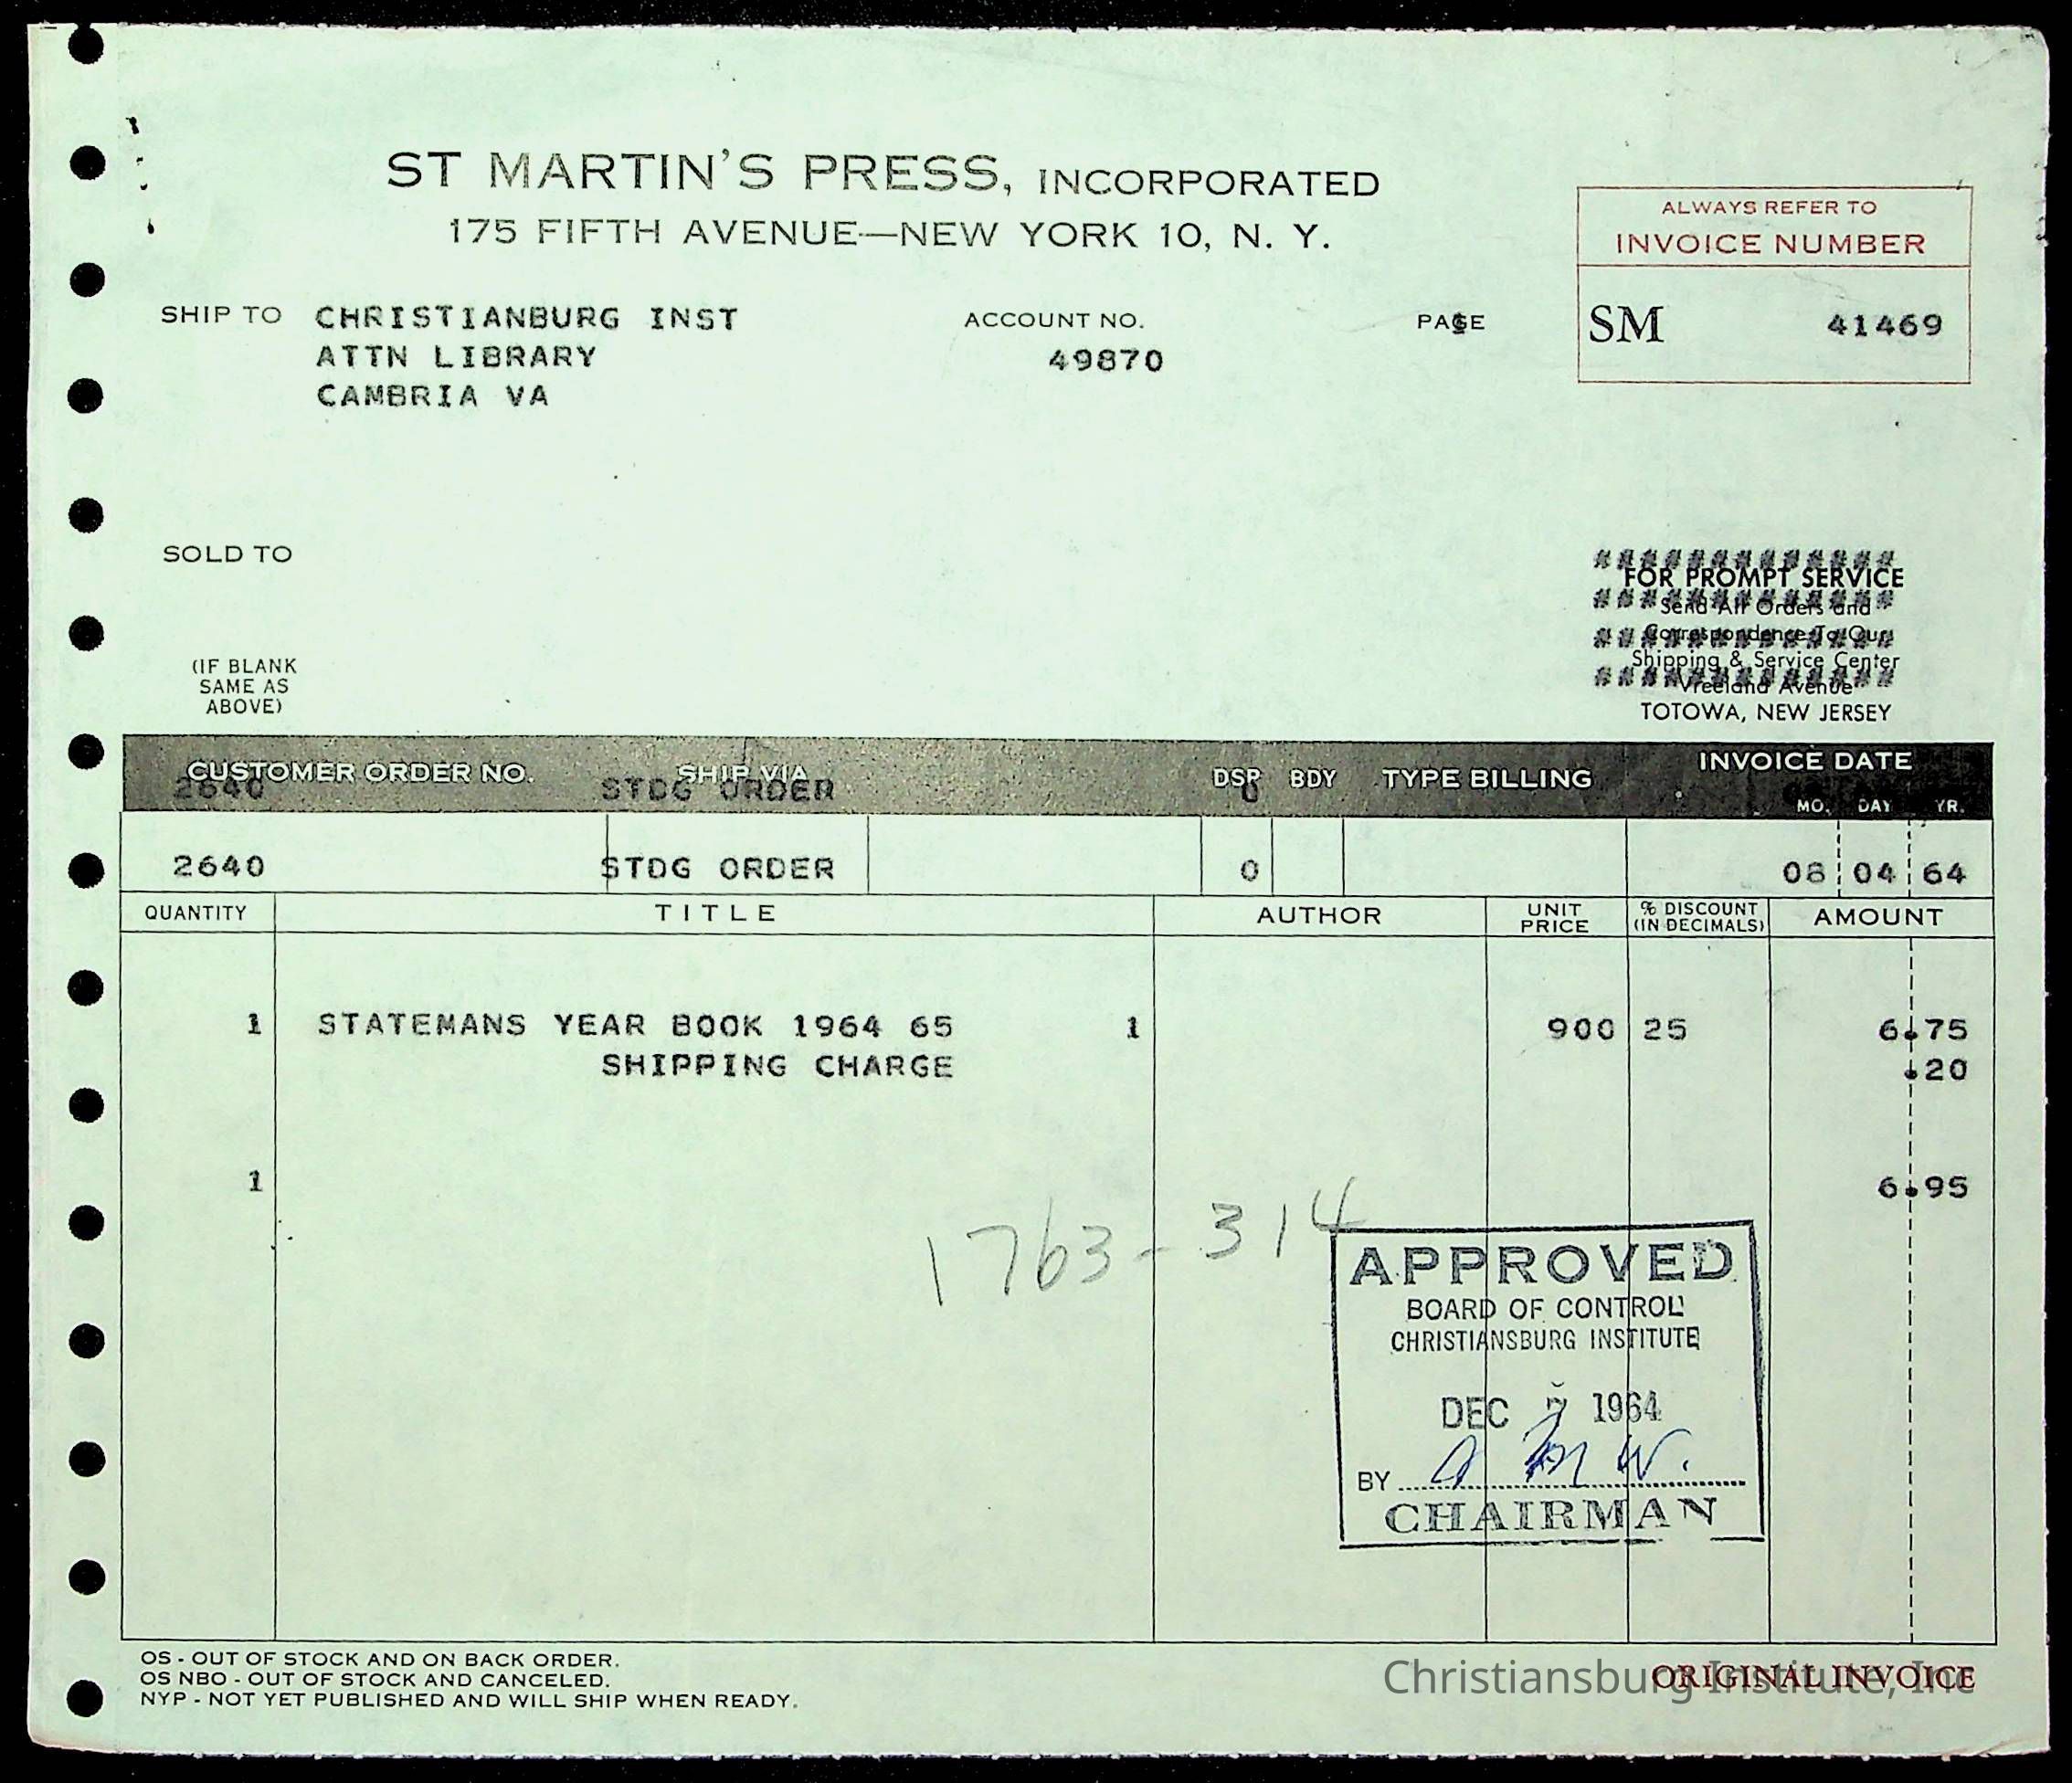 ST MARTIN'S PRESS, INCORPORATED
175 FIFTH AVENUE—NEW YORK 10, N. Y.
ALWAYS REFER TO
INVOICE NUMBER
SM 41469
SHIP TO CHRISTIANBURG INST
ATTN LIBRARY
CAMBRIA VA
ACCOUNT NO.
49870
PAGE
SOLD TO
(IF BLANK
SAME AS
ABOVE)
#############
FOR PROMPT SERVICE
Send All Orders and
Correspondence To Our
Shipping & Service Center
Vreeland Avenue
TOTOWA, NEW JERSEY
CUSTOMER ORDER NO. SHIP VIA DSP BDY TYPE BILLING INVOICE DATE
MO. DAY YR.
2640 STDG ORDER 0
2640 STDG ORDER 0 08 04 64
QUANTITY TITLE AUTHOR UNIT PRICE % DISCOUNT (IN DECIMALS) AMOUNT
1 STATEMANS YEAR BOOK 1964 65 1 900 25 6.75
SHIPPING CHARGE .20
1 6.95
1763-314
APPROVED
BOARD OF CONTROL
CHRISTIANSBURG INSTITUTE
DEC 1964
BY
CHAIRMAN
OS - OUT OF STOCK AND ON BACK ORDER.
OS NBO - OUT OF STOCK AND CANCELED.
NYP - NOT YET PUBLISHED AND WILL SHIP WHEN READY.
ORIGINAL INVOICE
Christiansburg Institute, Inc